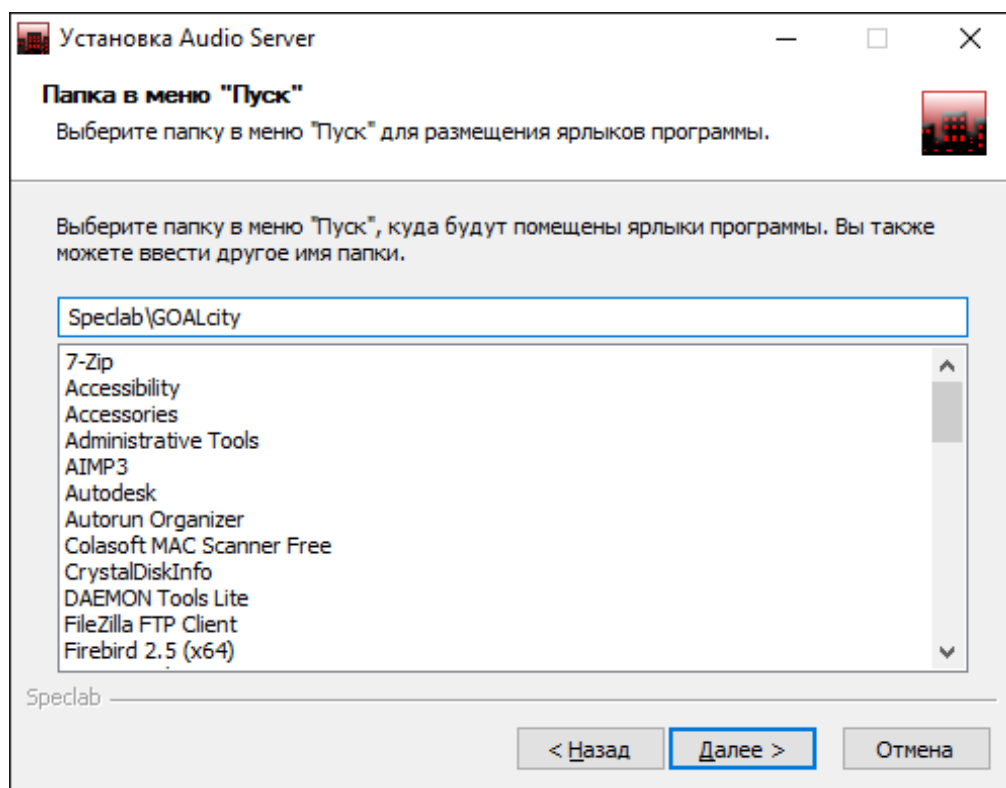 Установка Audio Server
Папка в меню "Пуск"
Выберите папку в меню "Пуск" для размещения ярлыков программы.
Выберите папку в меню "Пуск", куда будут помещены ярлыки программы. Вы также
можете ввести другое имя папки.
Speclab\GOALcity
7-Zip
Accessibility
Accessories
Administrative Tools
AIMP3
Autodesk
Autorun Organizer
Colasoft MAC Scanner Free
CrystalDiskInfo
DAEMON Tools Lite
FileZilla FTP Client
Firebird 2.5 (x64)
Speclab
< Назад
Далее >
Отмена